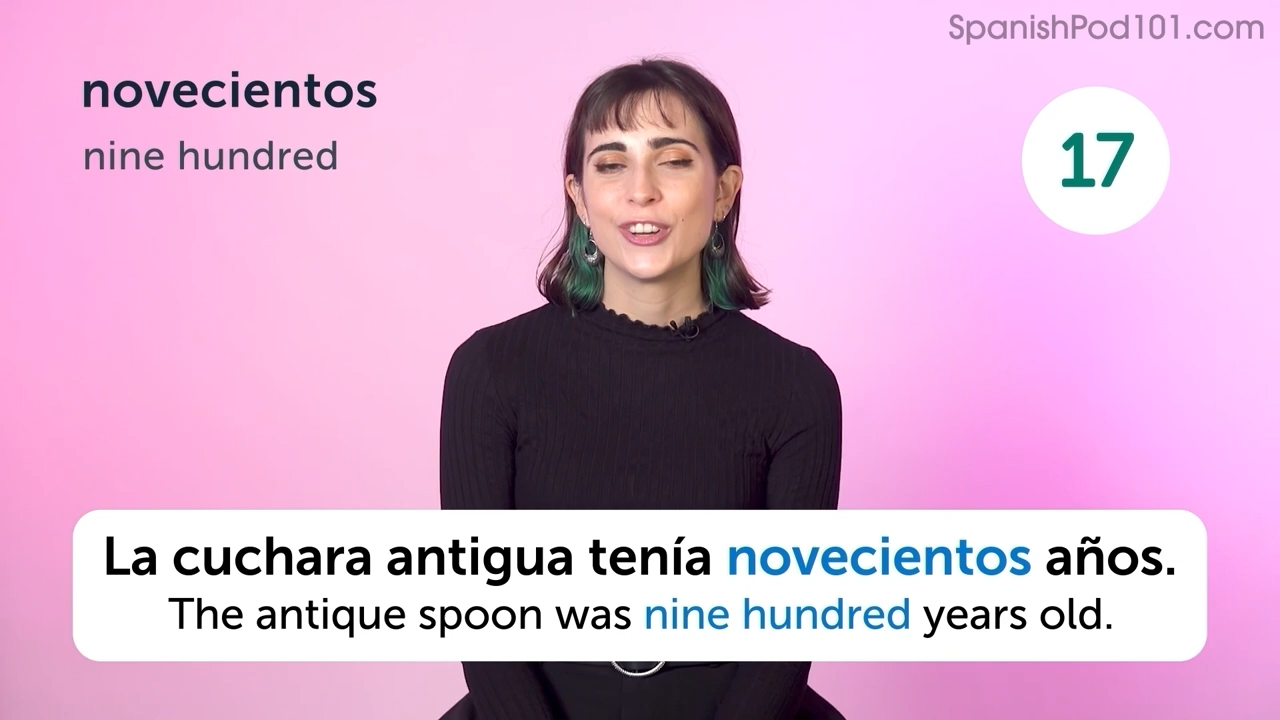 SpanishPod101.com
novecientos
nine hundred
17
La cuchara antigua tenía novecientos años.
The antique spoon was nine hundred years old.